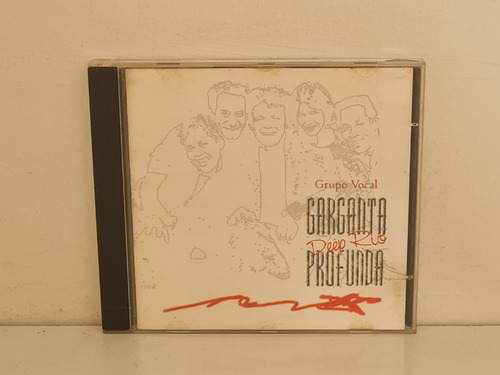 Grupo Vocal
GARGANTA
Deep Rio
PROFUNDA